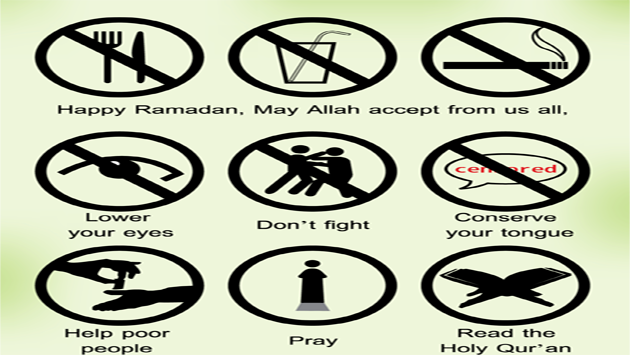 Happy Ramadan, May Allah accept from us all,
censored
Lower
your eyes
Don't fight
Conserve
your tongue
Help poor
people
Pray
Read the
Holy Qur'an